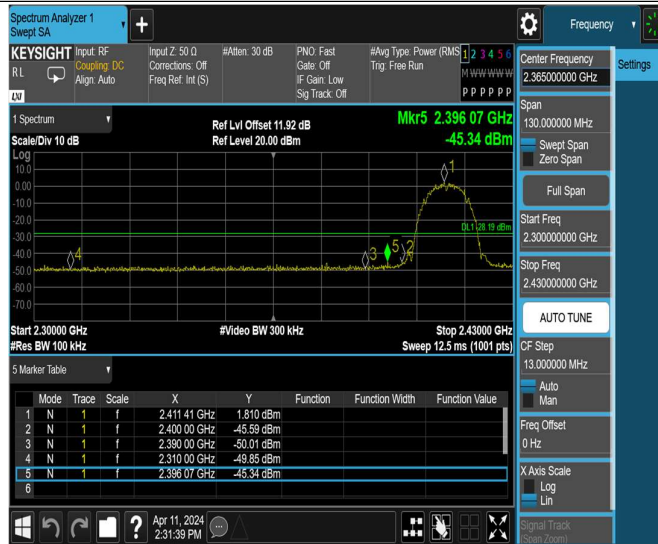 Spectrum Analyzer 1
Swept SA
Frequency
KEYSIGHT
RL
LXI
Input: RF
Coupling: DC
Align: Auto
Input Z: 50 Ω
Corrections: Off
Freq Ref: Int (S)
#Atten: 30 dB
PNO: Fast
Gate: Off
IF Gain: Low
Sig Track: Off
#Avg Type: Power (RMS
Trig: Free Run
1 2 3 4 5 6
M W W W W W
P P P P P P
1 Spectrum
Scale/Div 10 dB
Ref Lvl Offset 11.92 dB
Ref Level 20.00 dBm
Mkr5 2.396 07 GHz
-45.34 dBm
Log
10.0
0.00
-10.0
-20.0
-30.0
-40.0
-50.0
-60.0
-70.0
1
4
3
5
2
DL1 -28.19 dBm
Start 2.30000 GHz
#Res BW 100 kHz
#Video BW 300 kHz
Stop 2.43000 GHz
Sweep 12.5 ms (1001 pts)
5 Marker Table
Mode Trace Scale X Y Function Function Width Function Value
1 N 1 f 2.411 41 GHz 1.810 dBm
2 N 1 f 2.400 00 GHz -45.59 dBm
3 N 1 f 2.390 00 GHz -50.01 dBm
4 N 1 f 2.310 00 GHz -49.85 dBm
5 N 1 f 2.396 07 GHz -45.34 dBm
6
Apr 11, 2024
2:31:39 PM
Center Frequency
2.365000000 GHz
Settings
Span
130.000000 MHz
Swept Span
Zero Span
Full Span
Start Freq
2.300000000 GHz
Stop Freq
2.430000000 GHz
AUTO TUNE
CF Step
13.000000 MHz
Auto
Man
Freq Offset
0 Hz
X Axis Scale
Log
Lin
Signal Track
(Span Zoom)